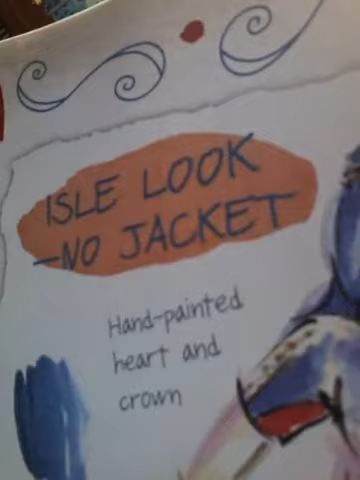 ISLE LOOK
-NO JACKET
Hand-painted
heart and
crown